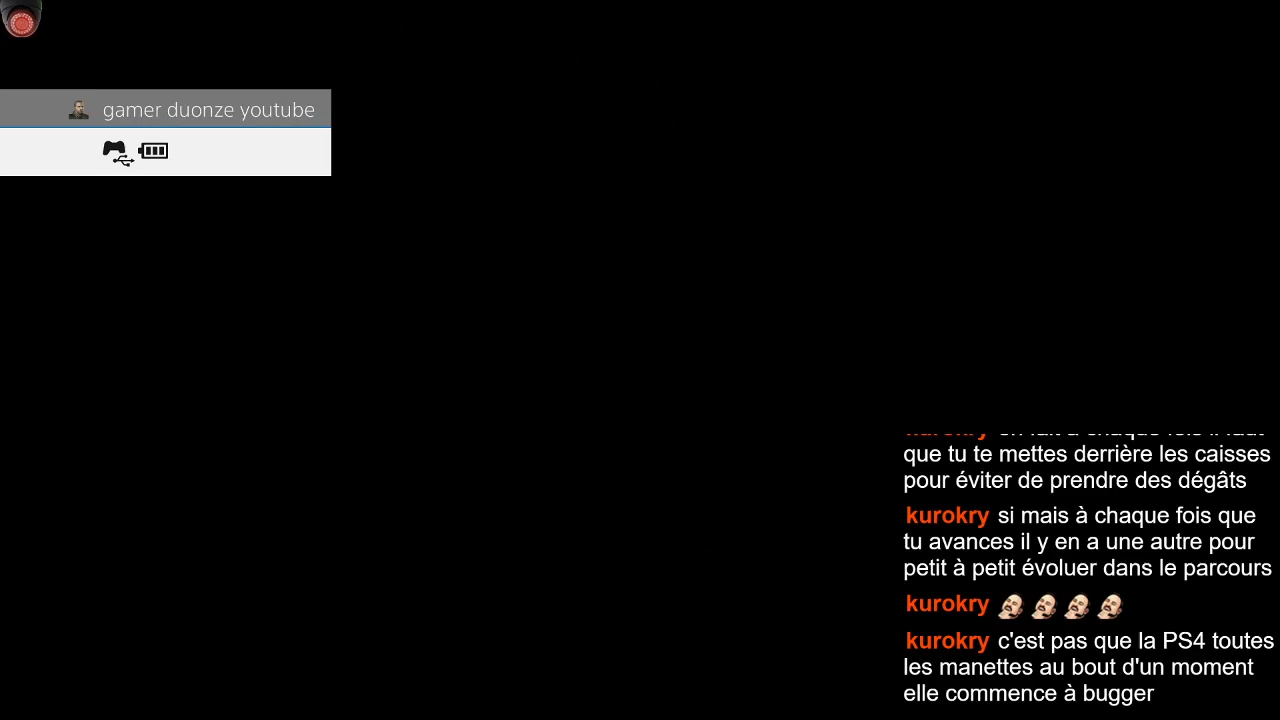 gamer duonze youtube
que tu te mettes derrière les caisses
pour éviter de prendre des dégâts
kurokry si mais à chaque fois que
tu avances il y en a une autre pour
petit à petit évoluer dans le parcours
kurokry
kurokry c'est pas que la PS4 toutes
les manettes au bout d'un moment
elle commence à bugger